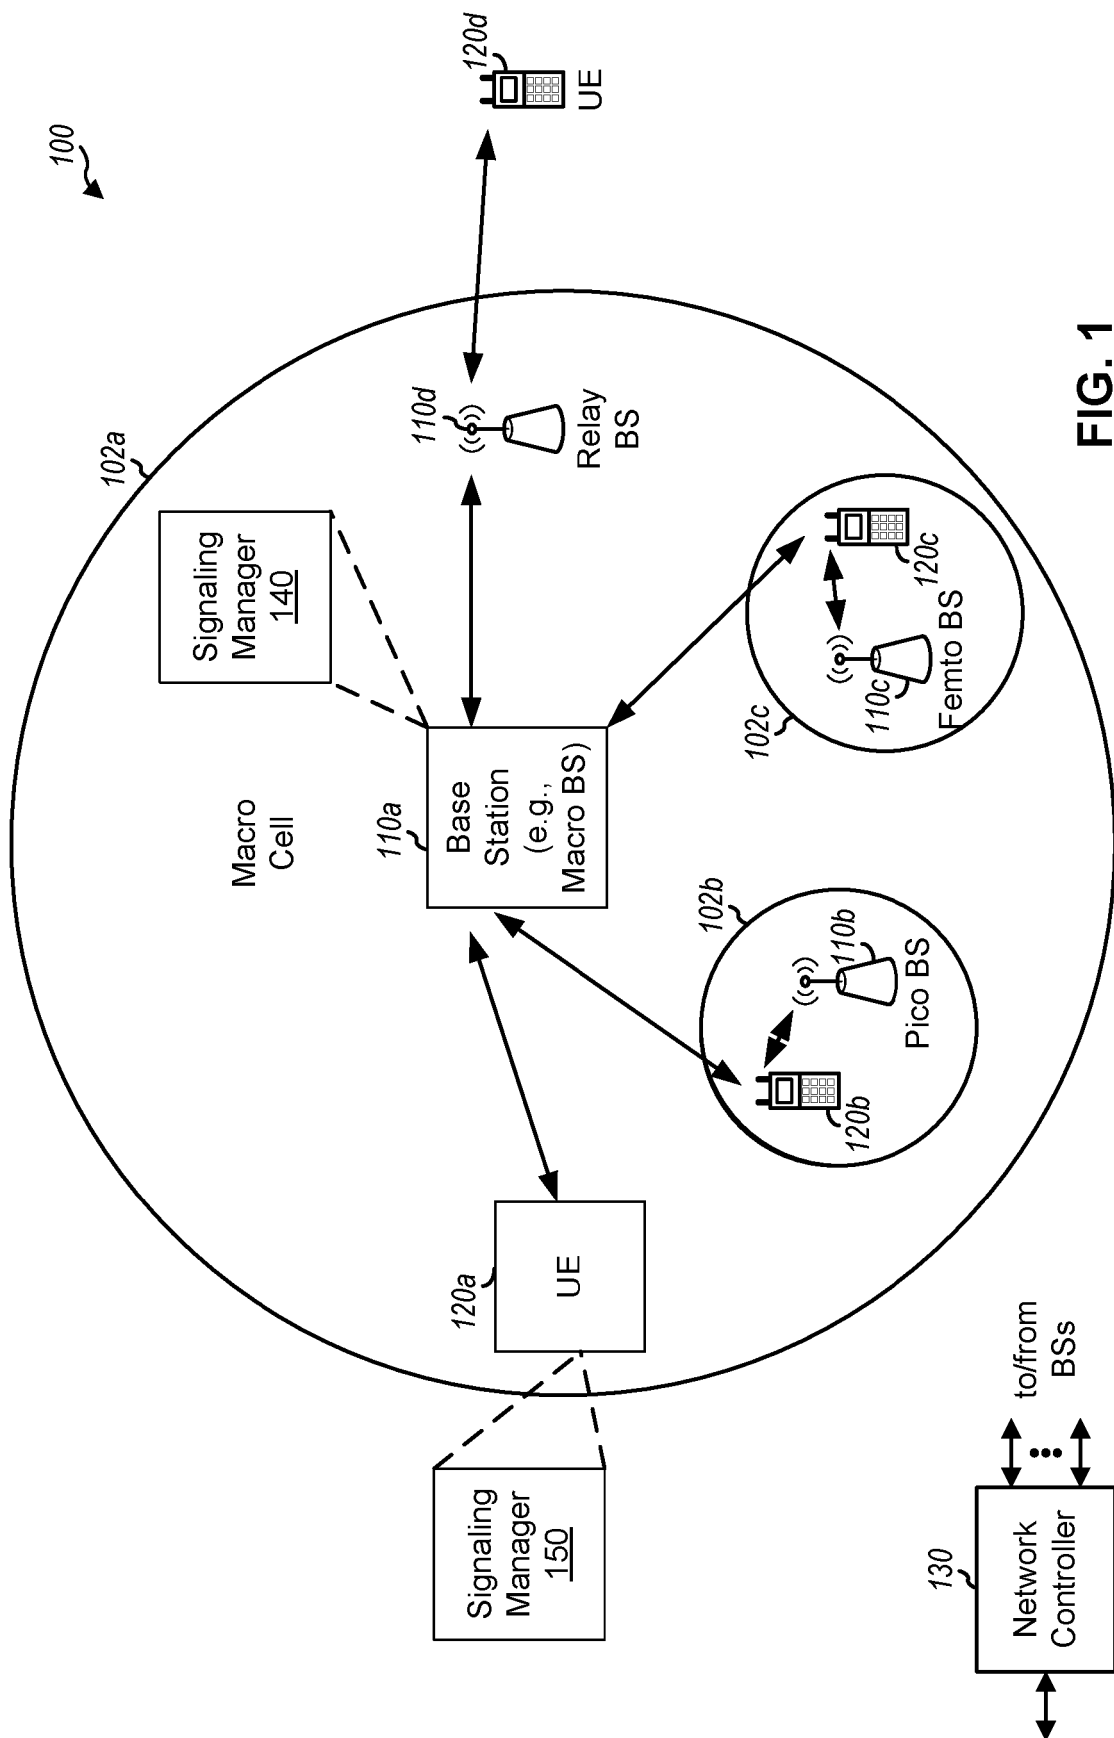 100
102a
Macro
Cell
Signaling
Manager
140
110a
Base
Station
(e.g.,
Macro BS)
110d
Relay
BS
120d
UE
120a
UE
Signaling
Manager
150
102b
110b
Pico BS
120b
102c
110c
Femto BS
120c
130
Network
Controller
to/from
BSs
FIG. 1